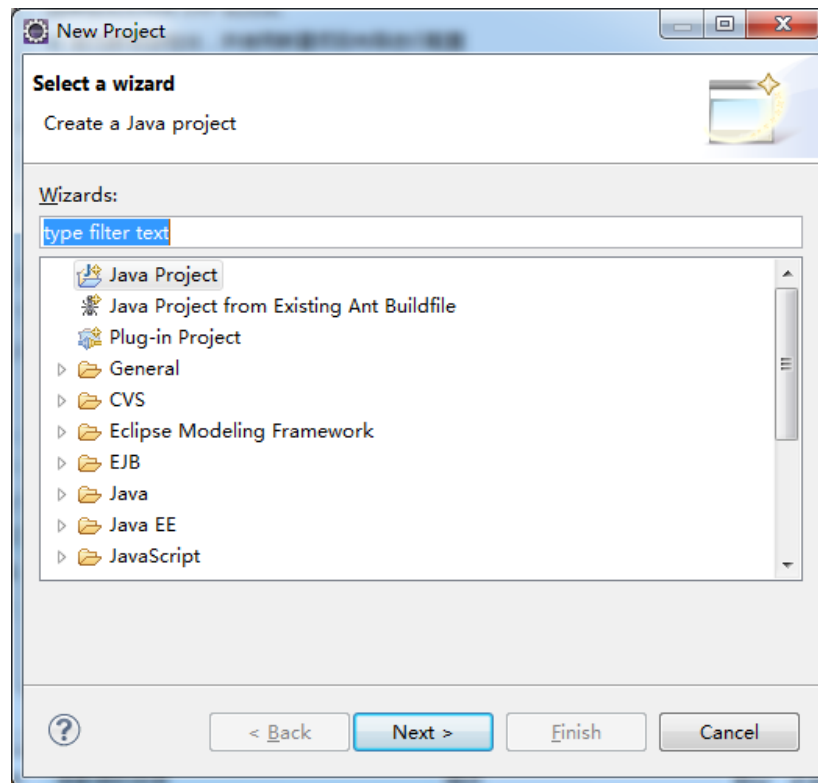 New Project
Select a wizard
Create a Java project
Wizards:
type filter text
Java Project
Java Project from Existing Ant Buildfile
Plug-in Project
General
CVS
Eclipse Modeling Framework
EJB
Java
Java EE
JavaScript
< Back
Next >
Finish
Cancel